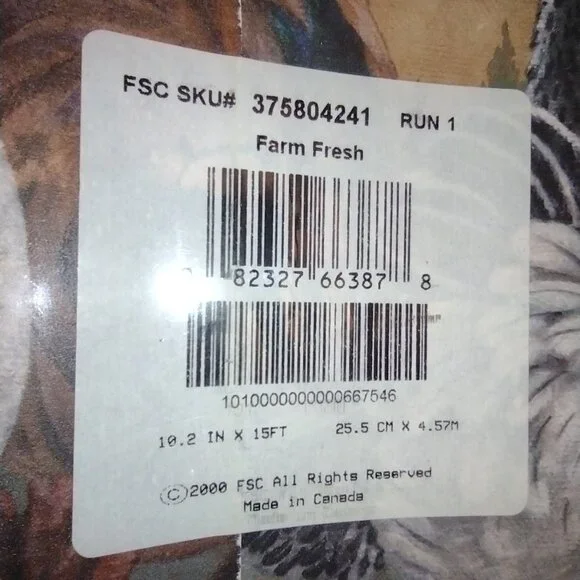 FSC SKU# 375804241 RUN 1
Farm Fresh
82327 66387 8
1010000000000667546
10.2 IN X 15FT 25.5 CM X 4.57M
©2000 FSC All Rights Reserved
Made in Canada